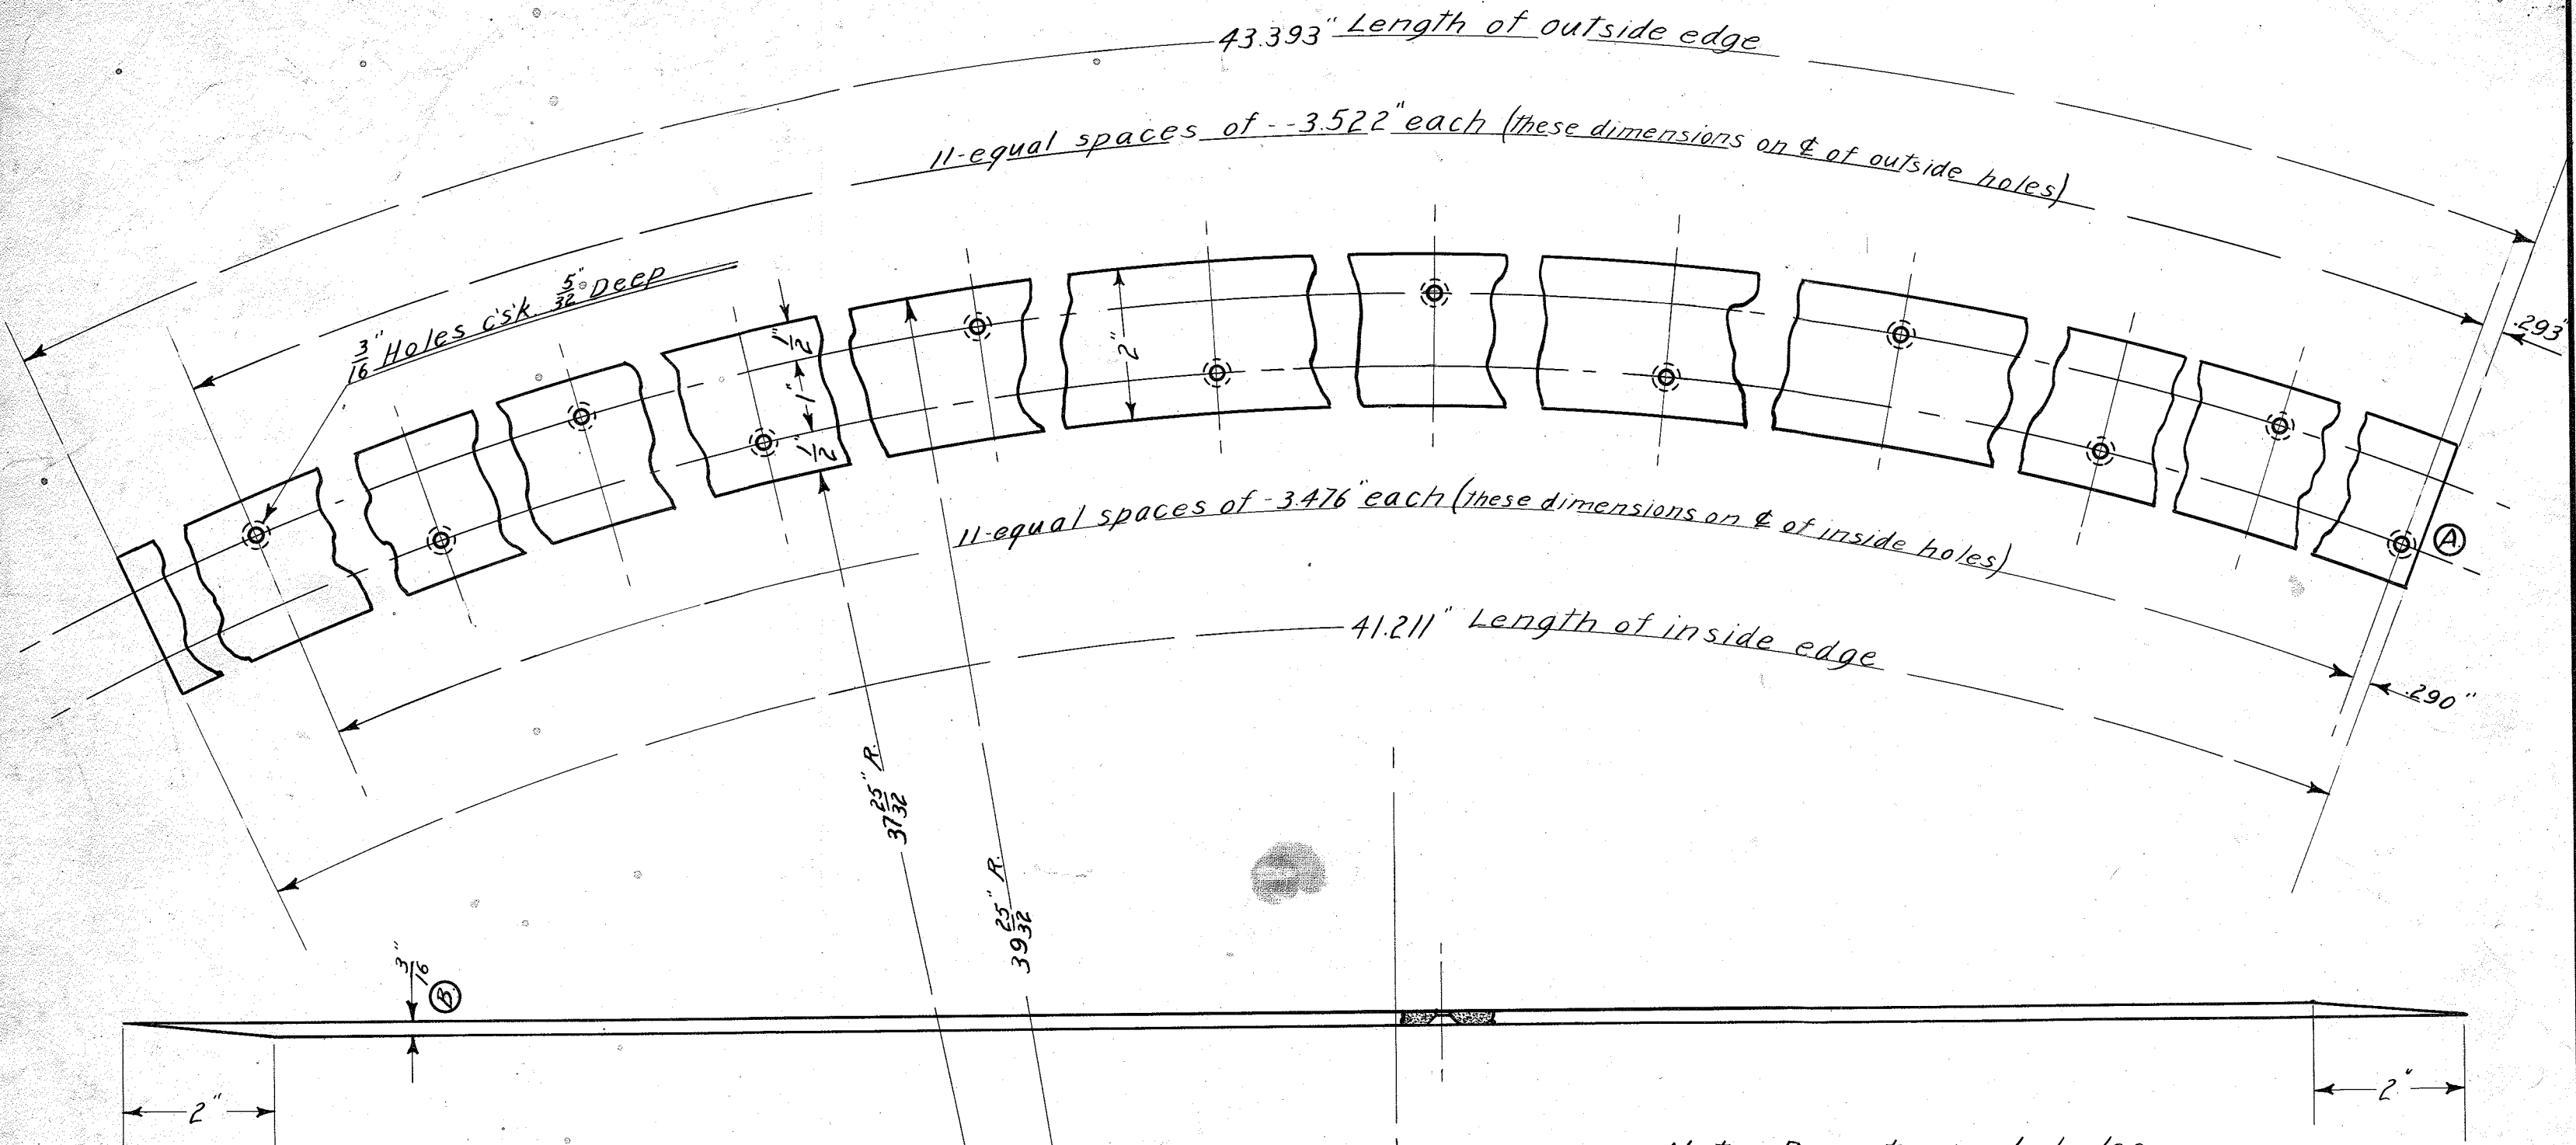 43.393" Length of outside edge
11-equal spaces of --3.522" each (these dimensions on ℄ of outside holes)
3/16" Holes c'sk. 5/32" Deep
1/2"
1"
1/2"
2"
.293"
11-equal spaces of -3.476" each (these dimensions on ℄ of inside holes)
A
41.211" Length of inside edge
.290"
37 25/32" R.
39 25/32" R.
3/16"
B
2"
2"